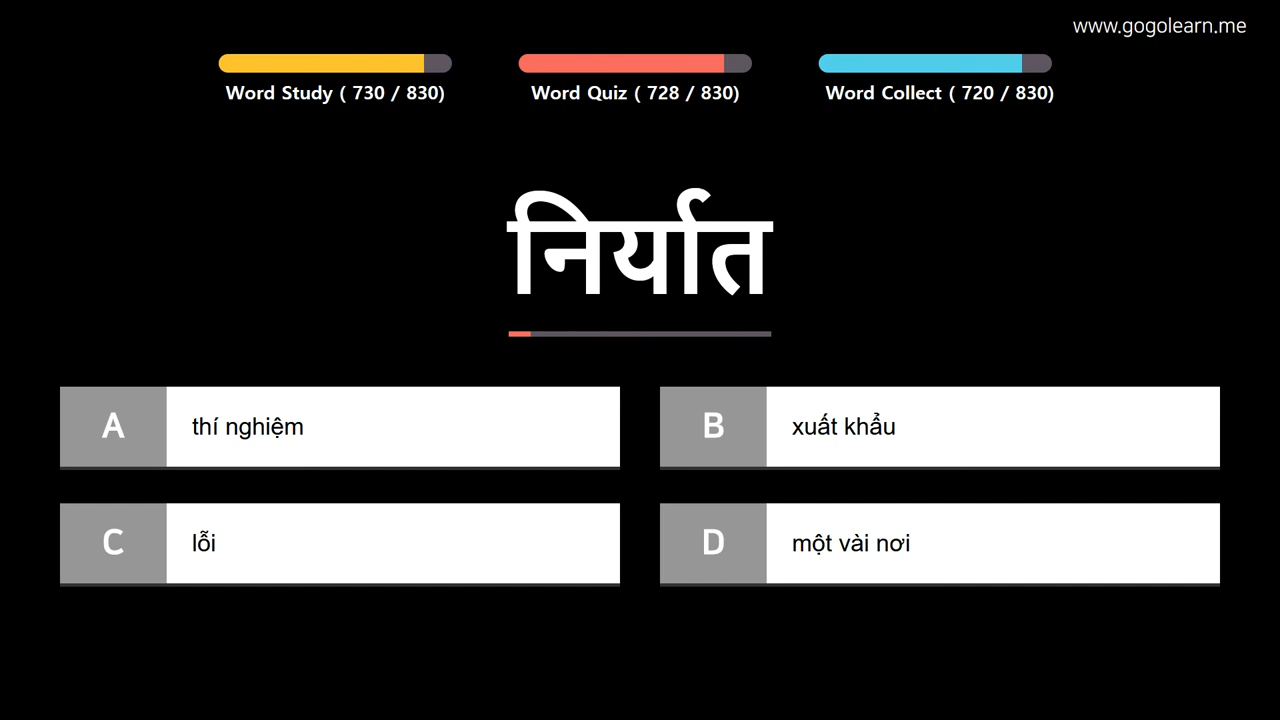 www.gogolearn.me
Word Study ( 730 / 830)
Word Quiz ( 728 / 830)
Word Collect ( 720 / 830)
निर्यात
A
thí nghiệm
B
xuất khẩu
C
lỗi
D
một vài nơi